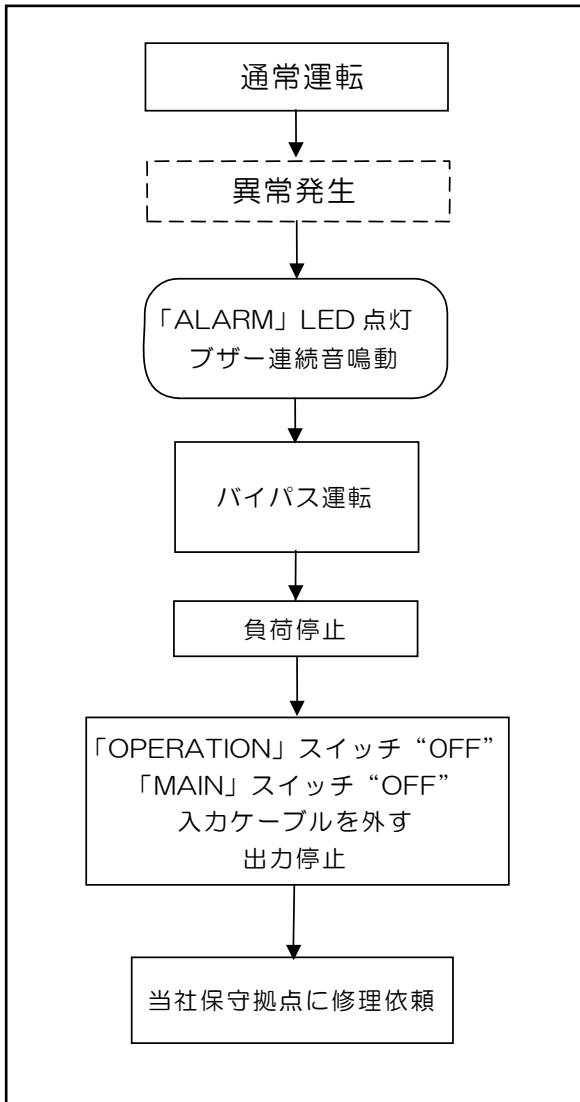 通常運転
異常発生
「ALARM」LED 点灯
ブザー連続音鳴動
バイパス運転
負荷停止
「OPERATION」スイッチ “OFF”
「MAIN」スイッチ “OFF”
入力ケーブルを外す
出力停止
当社保守拠点に修理依頼